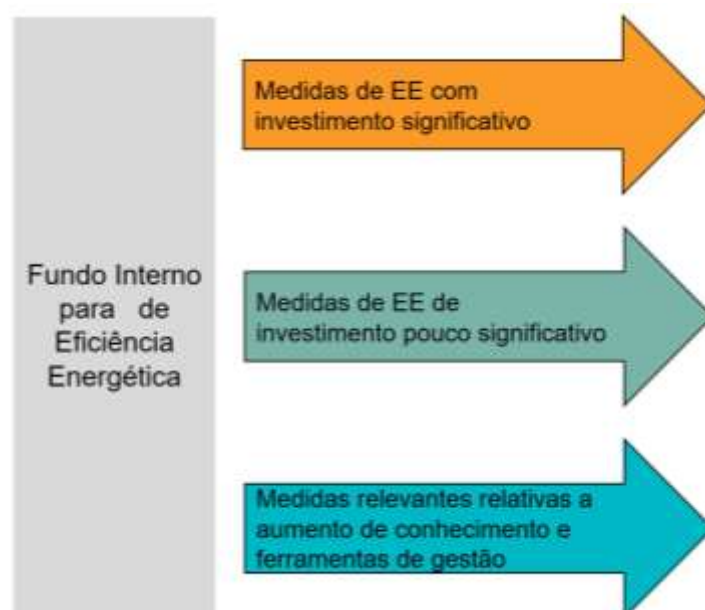 Fundo Interno
para de
Eficiência
Energética
Medidas de EE com
investimento significativo
Medidas de EE de
investimento pouco significativo
Medidas relevantes relativas a
aumento de conhecimento e
ferramentas de gestão